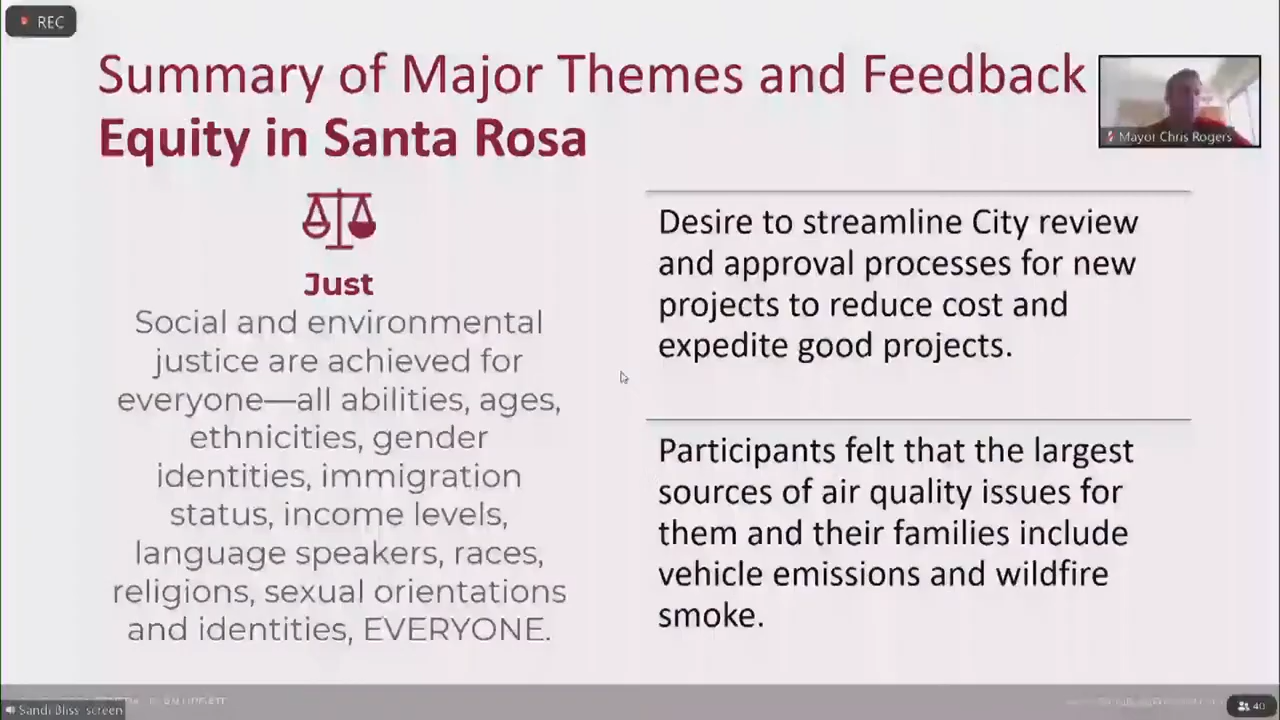 REC
Summary of Major Themes and Feedback
Equity in Santa Rosa
Mayor Chris Rogers
Just
Social and environmental
justice are achieved for
everyone—all abilities, ages,
ethnicities, gender
identities, immigration
status, income levels,
language speakers, races,
religions, sexual orientations
and identities, EVERYONE.
Desire to streamline City review
and approval processes for new
projects to reduce cost and
expedite good projects.
Participants felt that the largest
sources of air quality issues for
them and their families include
vehicle emissions and wildfire
smoke.
Sandi Bliss screen
40